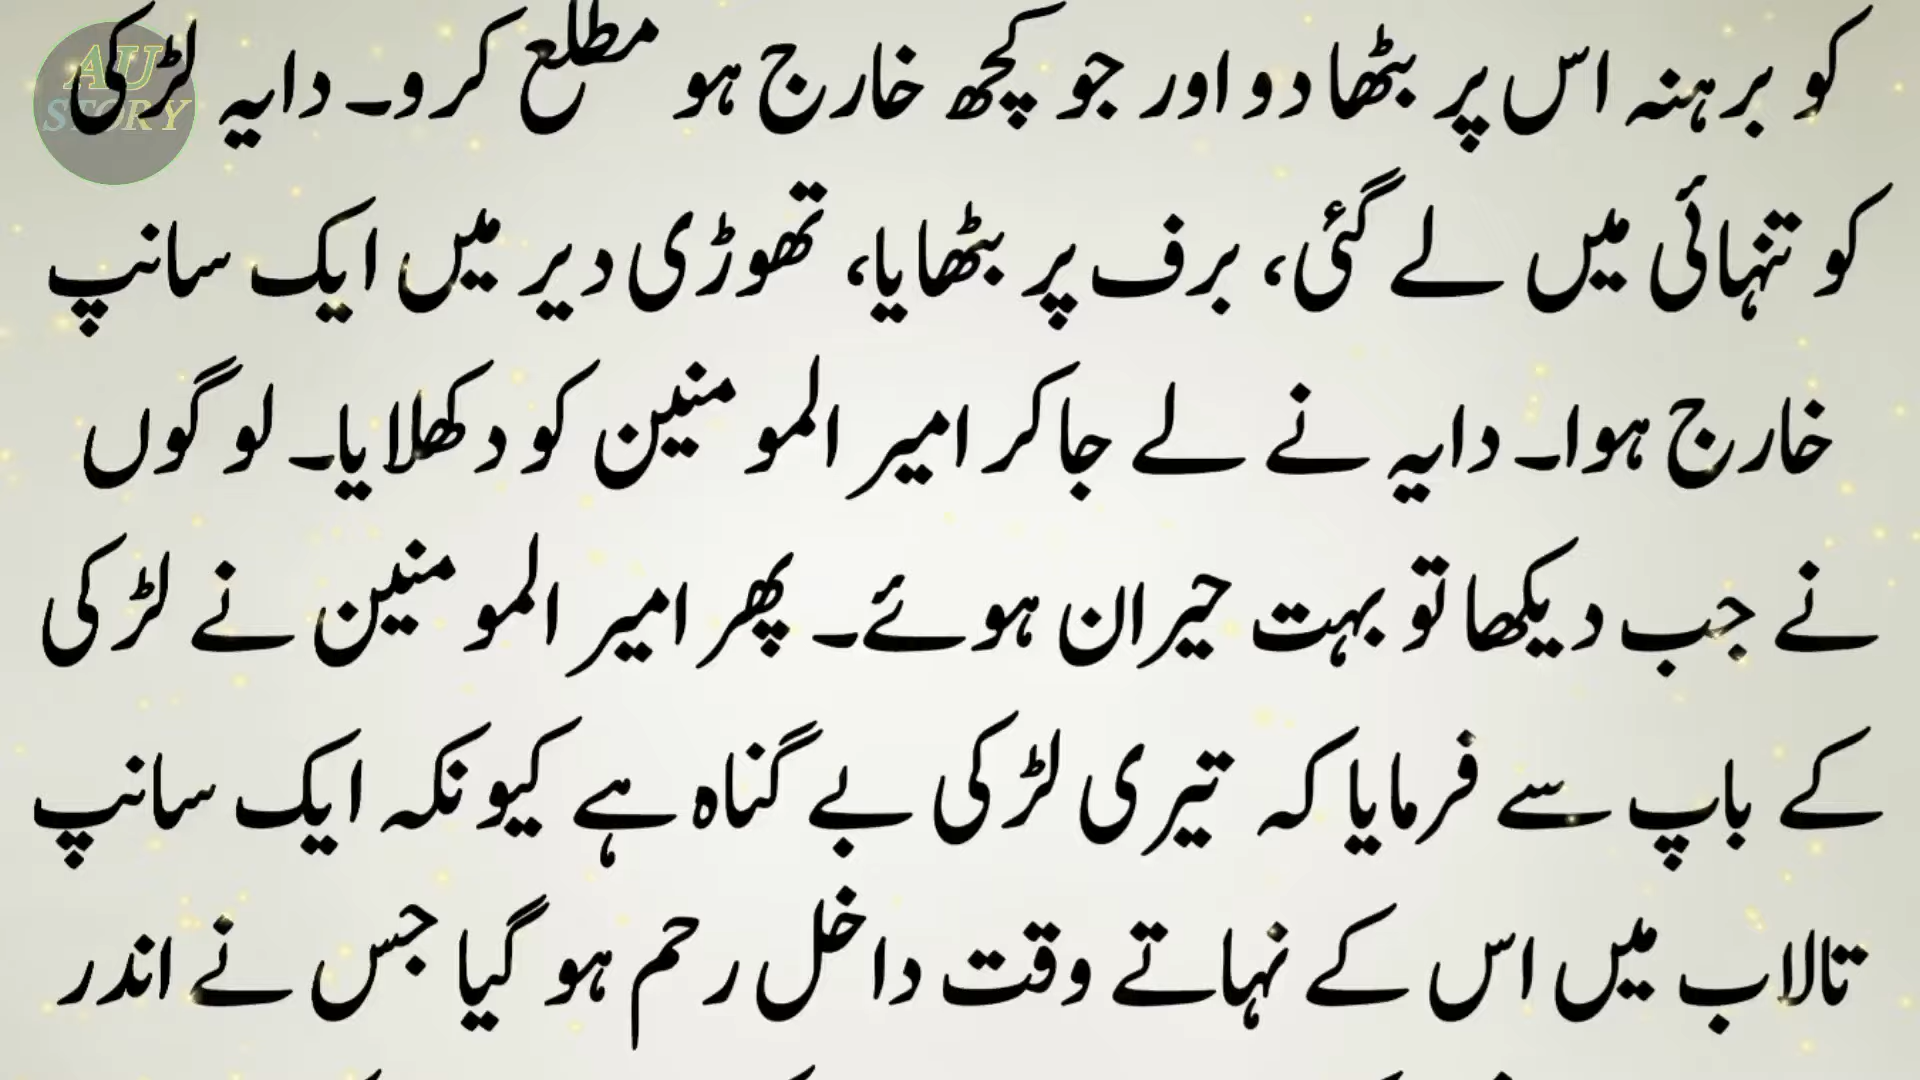 AU
STORY
کو برہنہ اس پر بٹھا دو اور جو کچھ خارج ہو مطلع کرو۔ دایہ لڑکی
کو تنہائی میں لے گئی، برف پر بٹھایا، تھوڑی دیر میں ایک سانپ
خارج ہوا۔ دایہ نے لے جا کر امیر المومنین کو دکھلایا۔ لوگوں
نے جب دیکھا تو بہت حیران ہوئے۔ پھر امیر المومنین نے لڑکی
کے باپ سے فرمایا کہ تیری لڑکی بے گناہ ہے کیونکہ ایک سانپ
تالاب میں اس کے نہاتے وقت داخل رحم ہو گیا جس نے اندر